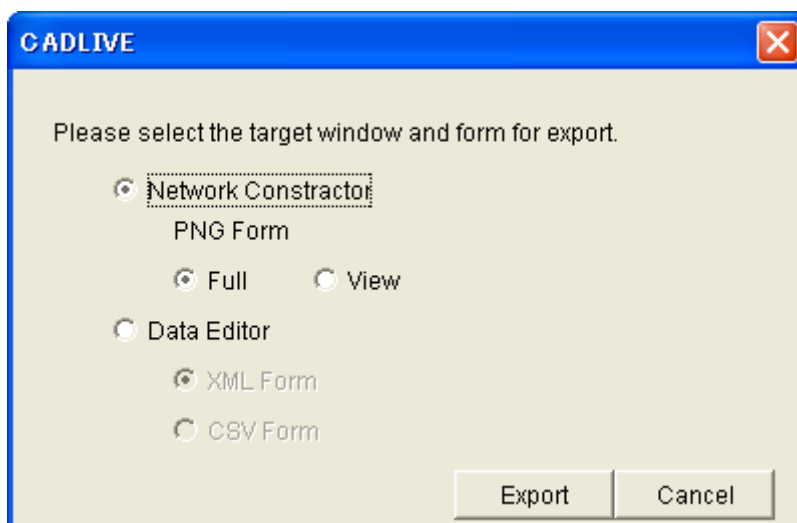 CADLIVE
Please select the target window and form for export.
Network Constractor
PNG Form
Full View
Data Editor
XML Form
CSV Form
Export Cancel